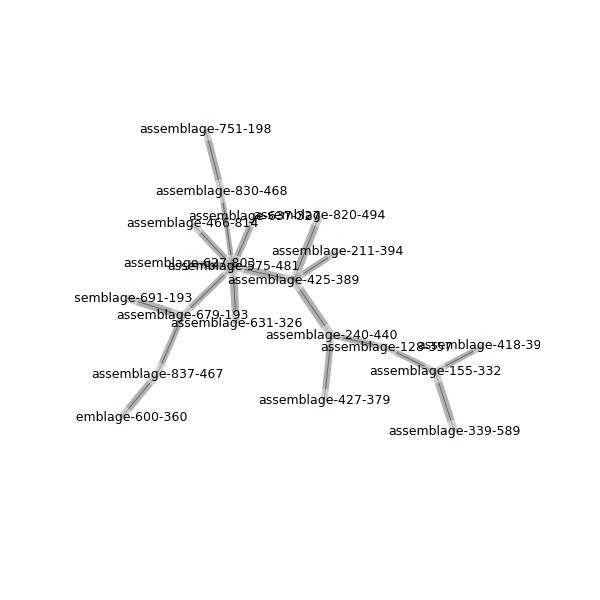 assemblage-751-198
assemblage-830-468
assemblage-637-327
assemblage-820-494
assemblage-466-814
assemblage-211-394
assemblage-627-803
assemblage-575-481
assemblage-425-389
semblage-691-193
assemblage-679-193
assemblage-631-326
assemblage-240-440
assemblage-128-357
assemblage-418-39
assemblage-155-332
assemblage-837-467
assemblage-427-379
emblage-600-360
assemblage-339-589